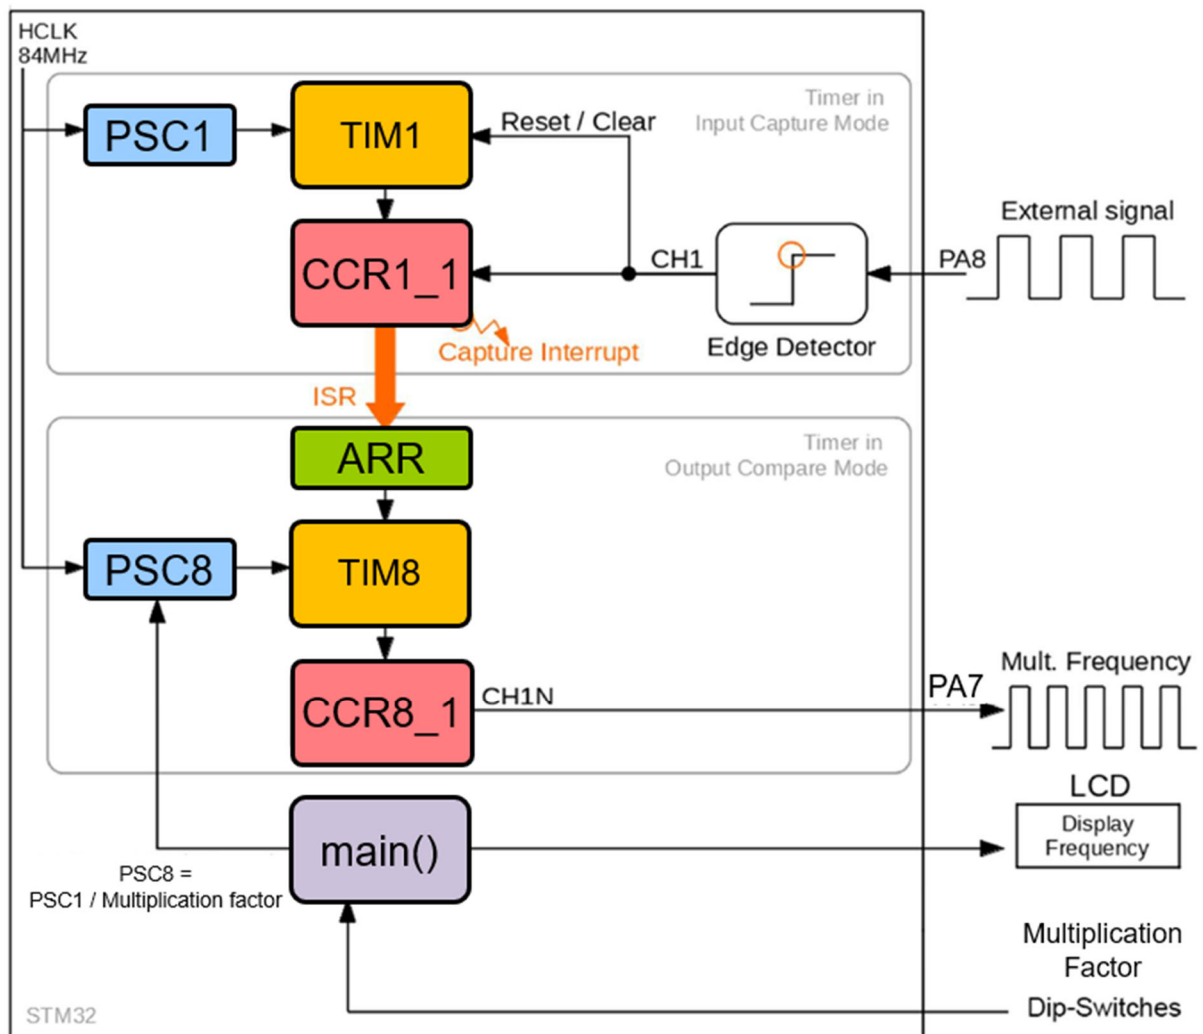 HCLK
84MHz
PSC1
TIM1
Reset / Clear
Timer in
Input Capture Mode
CCR1_1
CH1
PA8
External signal
Capture Interrupt
Edge Detector
ISR
ARR
Timer in
Output Compare Mode
PSC8
TIM8
CCR8_1
CH1N
PA7
Mult. Frequency
LCD
Display
Frequency
main()
PSC8 =
PSC1 / Multiplication factor
Multiplication
Factor
Dip-Switches
STM32